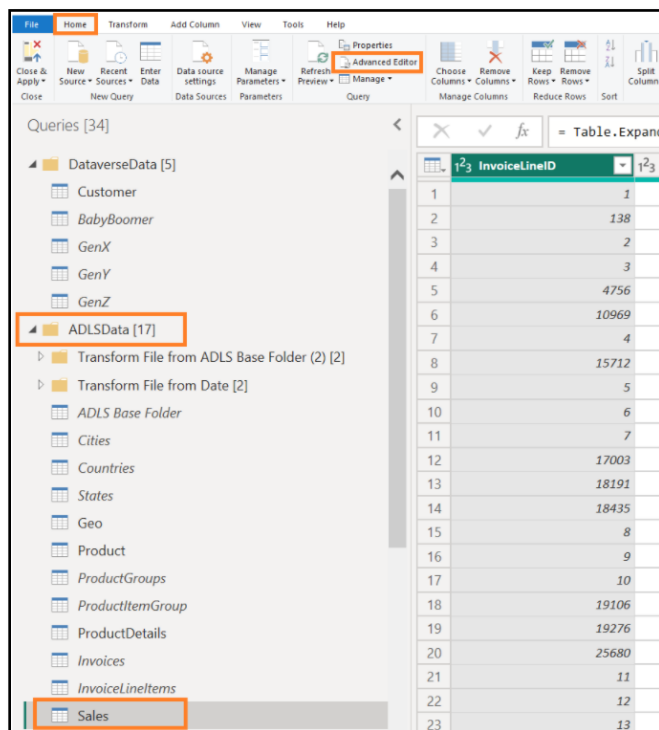 File Home Transform Add Column View Tools Help
Close & Apply New Source Recent Sources Enter Data Data source settings Manage Parameters Refresh Preview Properties Advanced Editor Manage Choose Columns Remove Columns Keep Rows Remove Rows Split Column
Close New Query Data Sources Parameters Query Manage Columns Reduce Rows Sort
Queries [34]
fx = Table.Expand
DataverseData [5]
Customer
BabyBoomer
GenX
GenY
GenZ
ADLSData [17]
Transform File from ADLS Base Folder (2) [2]
Transform File from Date [2]
ADLS Base Folder
Cities
Countries
States
Geo
Product
ProductGroups
ProductItemGroup
ProductDetails
Invoices
InvoiceLineItems
Sales
1²3 InvoiceLineID 1²3
1 1
2 138
3 2
4 3
5 4756
6 10969
7 4
8 15712
9 5
10 6
11 7
12 17003
13 18191
14 18435
15 8
16 9
17 10
18 19106
19 19276
20 25680
21 11
22 12
23 13